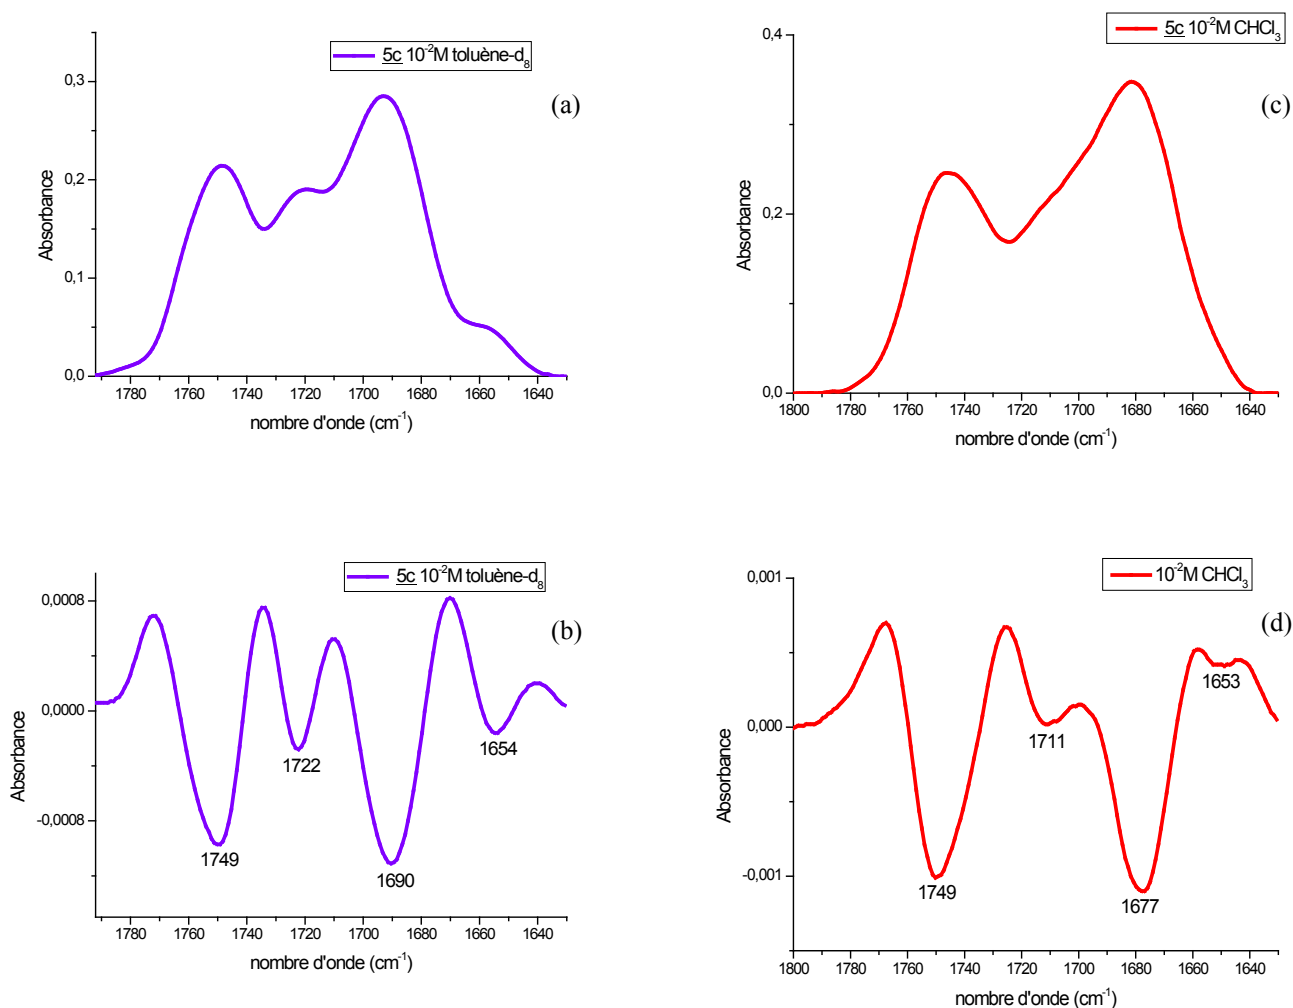 5c 10⁻²M toluène-d₈
(a)
0,3
0,2
0,1
0,0
Absorbance
1780 1760 1740 1720 1700 1680 1660 1640
nombre d'onde (cm⁻¹)
5c 10⁻²M CHCl₃
(c)
0,4
0,2
0,0
Absorbance
1800 1780 1760 1740 1720 1700 1680 1660 1640
nombre d'onde (cm⁻¹)
5c 10⁻²M toluène-d₈
(b)
0,0008
0,0000
-0,0008
Absorbance
1749
1722
1690
1654
1780 1760 1740 1720 1700 1680 1660 1640
nombre d'onde (cm⁻¹)
10⁻²M CHCl₃
(d)
0,001
0,000
-0,001
Absorbance
1749
1711
1677
1653
1800 1780 1760 1740 1720 1700 1680 1660 1640
nombre d'onde (cm⁻¹)